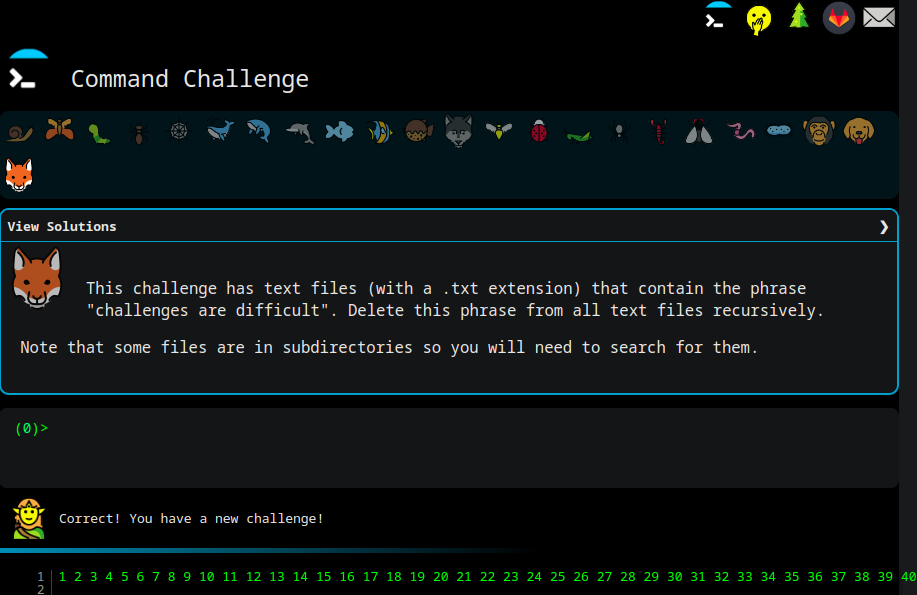 Command Challenge
View Solutions
This challenge has text files (with a .txt extension) that contain the phrase
"challenges are difficult". Delete this phrase from all text files recursively.
Note that some files are in subdirectories so you will need to search for them.
(0)>
Correct! You have a new challenge!
1 1 2 3 4 5 6 7 8 9 10 11 12 13 14 15 16 17 18 19 20 21 22 23 24 25 26 27 28 29 30 31 32 33 34 35 36 37 38 39 40
2